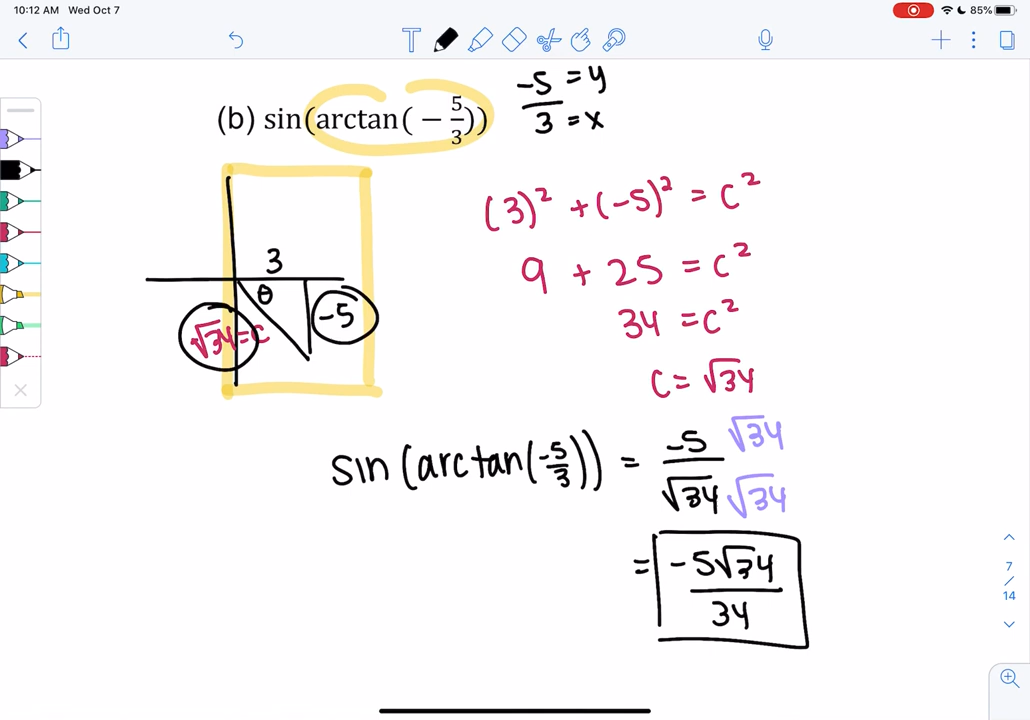 10:12 AM Wed Oct 7
85%
T
(b) sin(arctan(− 5/3))
-5 = y
3 = x
(3)² + (-5)² = c²
9 + 25 = c²
34 = c²
c = √34
3
θ
-5
√34 = c
sin (arctan(-5/3)) = -5/√34 √34/√34
= -5√34/34
7
/
14